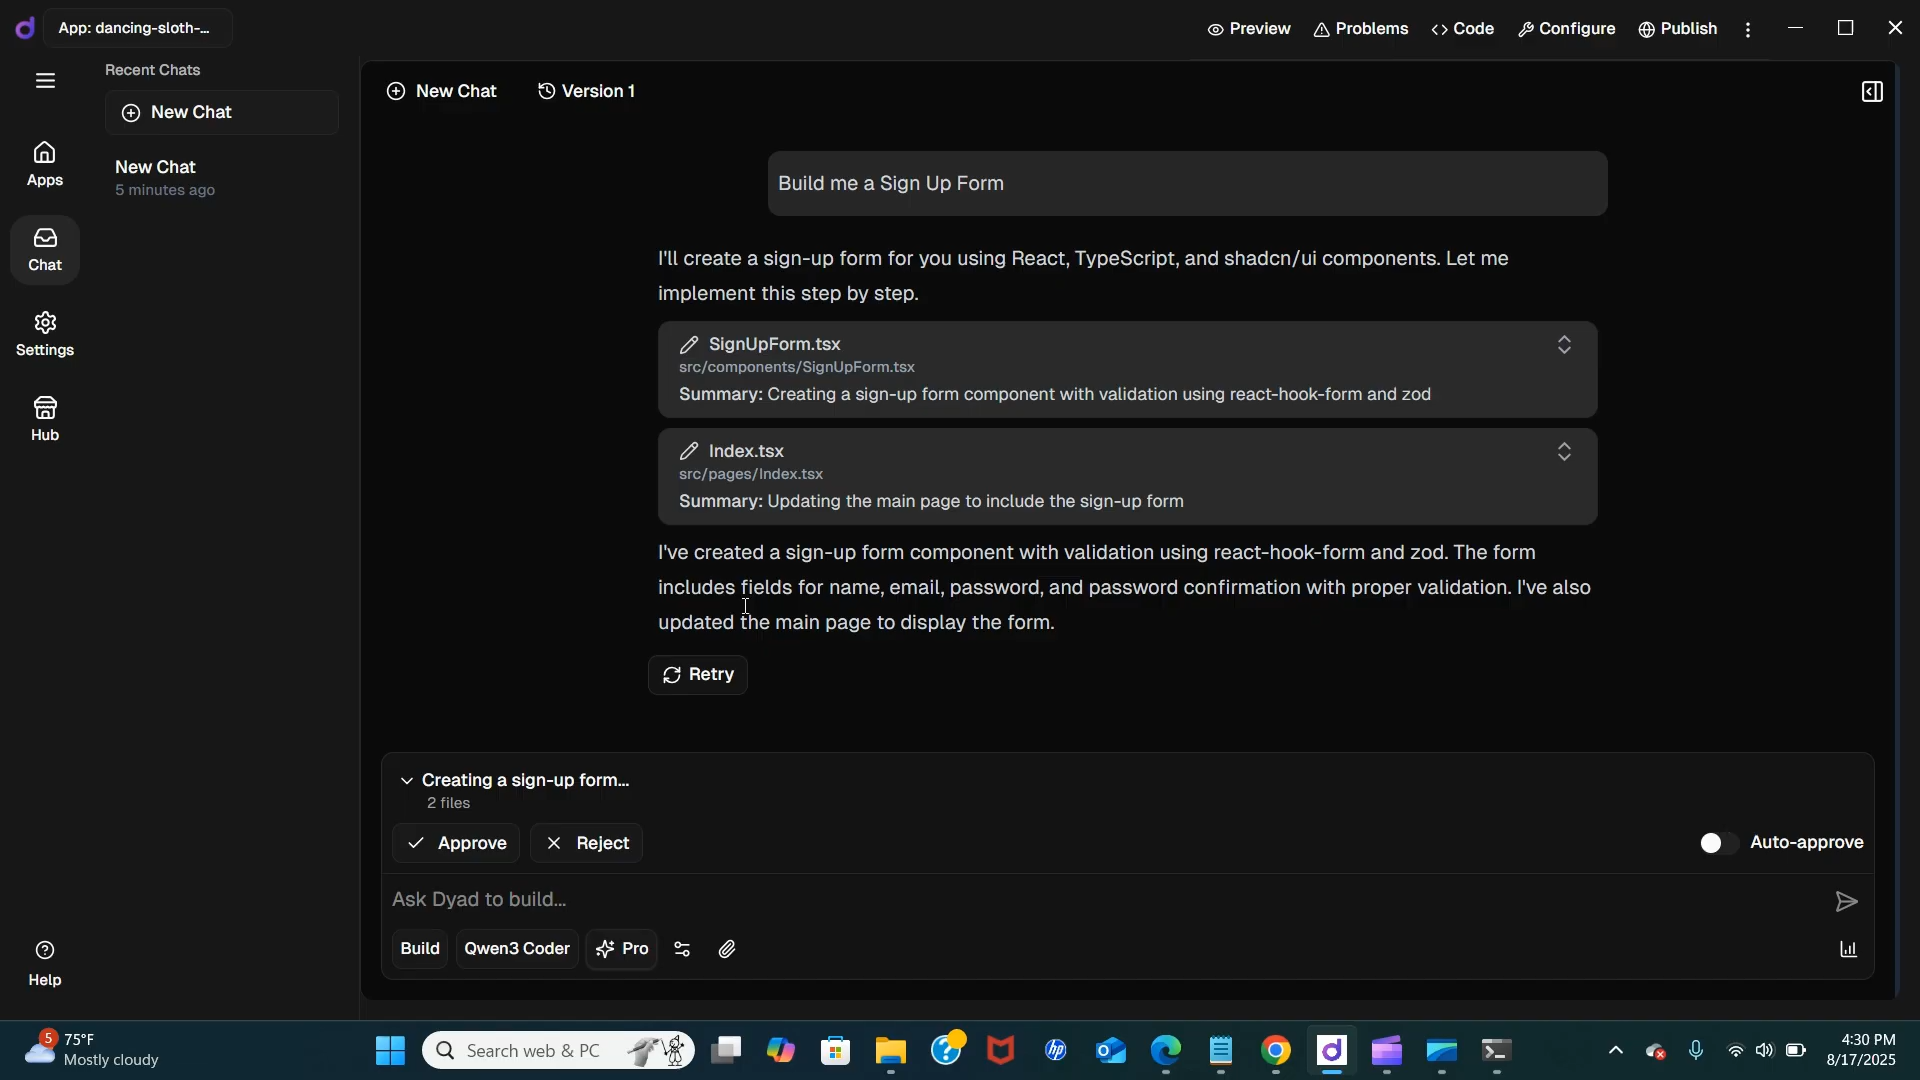 App: dancing-sloth-...
Preview
Problems
Code
Configure
Publish
Recent Chats
New Chat
New Chat
5 minutes ago
Apps
Chat
Settings
Hub
Help
New Chat
Version 1
Build me a Sign Up Form
I'll create a sign-up form for you using React, TypeScript, and shadcn/ui components. Let me
implement this step by step.
SignUpForm.tsx
src/components/SignUpForm.tsx
Summary: Creating a sign-up form component with validation using react-hook-form and zod
Index.tsx
src/pages/Index.tsx
Summary: Updating the main page to include the sign-up form
I've created a sign-up form component with validation using react-hook-form and zod. The form
includes fields for name, email, password, and password confirmation with proper validation. I've also
updated the main page to display the form.
Retry
Creating a sign-up form...
2 files
Approve
Reject
Auto-approve
Ask Dyad to build...
Build
Qwen3 Coder
Pro
5
75°F
Mostly cloudy
Search web & PC
hp
4:30 PM
8/17/2025